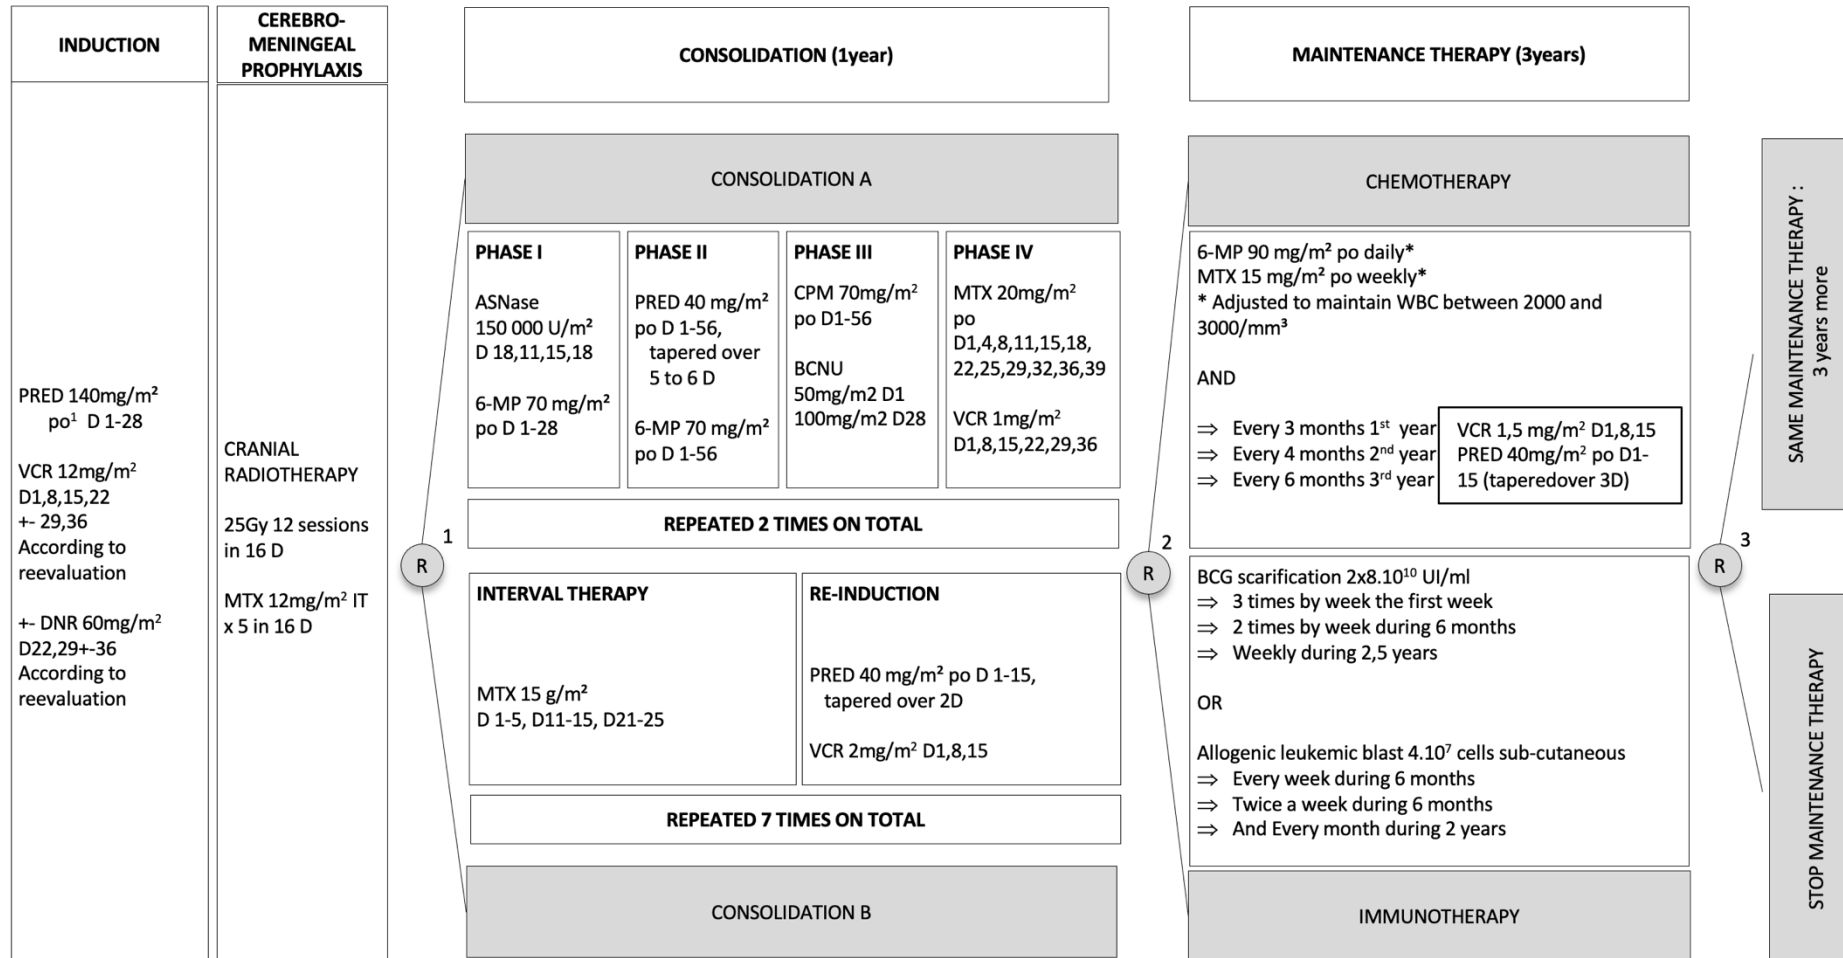 INDUCTION
PRED 140mg/m²
po¹ D 1-28
VCR 12mg/m²
D1,8,15,22
+- 29,36
According to
reevaluation
+- DNR 60mg/m²
D22,29+-36
According to
reevaluation
CEREBRO-
MENINGEAL
PROPHYLAXIS
CRANIAL
RADIOTHERAPY
25Gy 12 sessions
in 16 D
MTX 12mg/m² IT
x 5 in 16 D
R
1
CONSOLIDATION (1year)
CONSOLIDATION A
PHASE I
ASNase
150 000 U/m²
D 18,11,15,18
6-MP 70 mg/m²
po D 1-28
PHASE II
PRED 40 mg/m²
po D 1-56,
tapered over
5 to 6 D
6-MP 70 mg/m²
po D 1-56
PHASE III
CPM 70mg/m²
po D1-56
BCNU
50mg/m2 D1
100mg/m2 D28
PHASE IV
MTX 20mg/m²
po
D1,4,8,11,15,18,
22,25,29,32,36,39
VCR 1mg/m²
D1,8,15,22,29,36
REPEATED 2 TIMES ON TOTAL
INTERVAL THERAPY
MTX 15 g/m²
D 1-5, D11-15, D21-25
RE-INDUCTION
PRED 40 mg/m² po D 1-15,
tapered over 2D
VCR 2mg/m² D1,8,15
REPEATED 7 TIMES ON TOTAL
CONSOLIDATION B
R
2
MAINTENANCE THERAPY (3years)
CHEMOTHERAPY
6-MP 90 mg/m² po daily*
MTX 15 mg/m² po weekly*
* Adjusted to maintain WBC between 2000 and
3000/mm³
AND
⇒ Every 3 months 1st year
⇒ Every 4 months 2nd year
⇒ Every 6 months 3rd year
VCR 1,5 mg/m² D1,8,15
PRED 40mg/m² po D1-
15 (taperedover 3D)
BCG scarification 2x8.10¹⁰ UI/ml
⇒ 3 times by week the first week
⇒ 2 times by week during 6 months
⇒ Weekly during 2,5 years
OR
Allogenic leukemic blast 4.10⁷ cells sub-cutaneous
⇒ Every week during 6 months
⇒ Twice a week during 6 months
⇒ And Every month during 2 years
IMMUNOTHERAPY
R
3
SAME MAINTENANCE THERAPY :
3 years more
STOP MAINTENANCE THERAPY